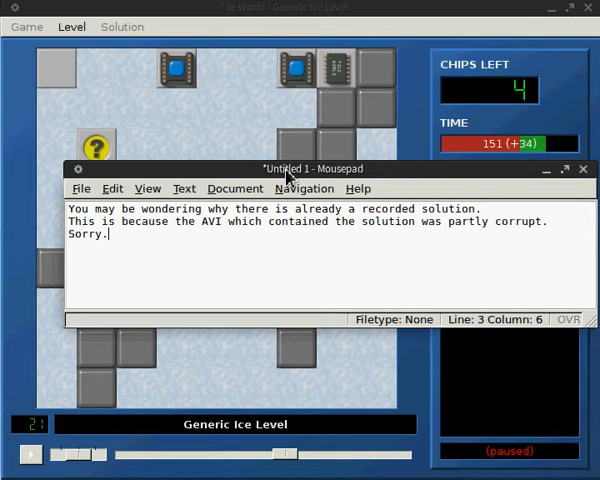 Tile World - Generic Ice Level
Game Level Solution
CHIPS LEFT
4
TIME
151 (+34)
?
*Untitled 1 - Mousepad
File Edit View Text Document Navigation Help
You may be wondering why there is already a recorded solution.
This is because the AVI which contained the solution was partly corrupt.
Sorry.
Filetype: None Line: 3 Column: 6 OVR
21 Generic Ice Level
(paused)